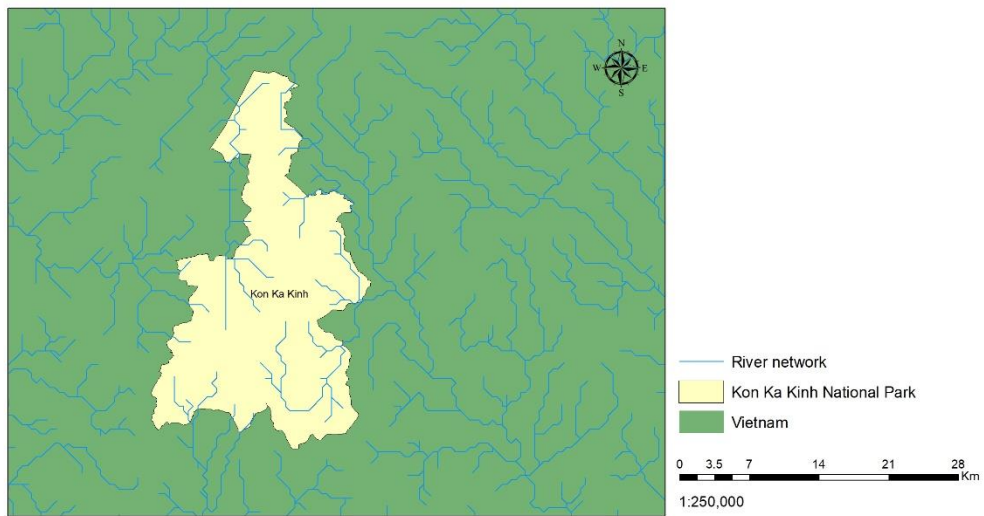 N
W E
S
Kon Ka Kinh
River network
Kon Ka Kinh National Park
Vietnam
0 3.5 7 14 21 28
Km
1:250,000